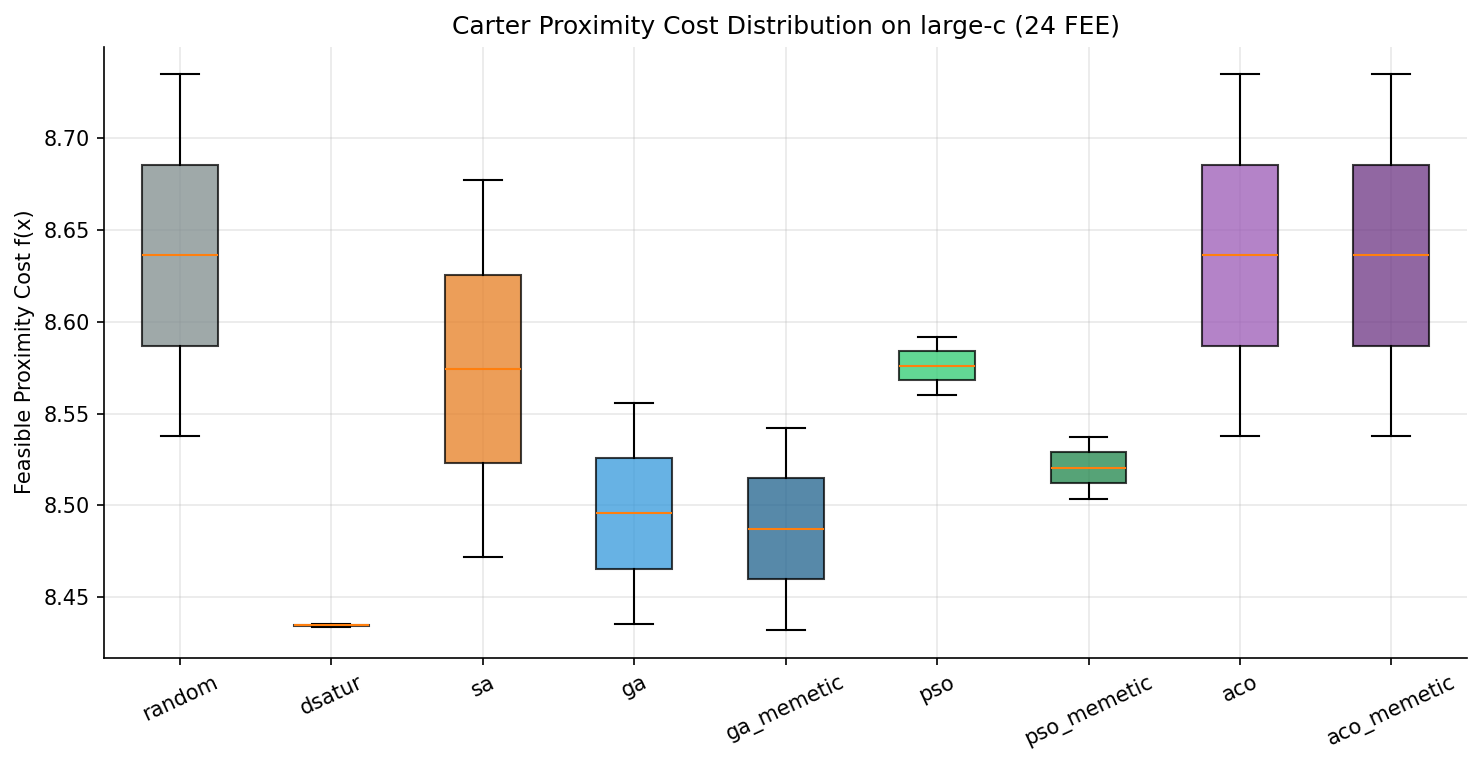 Carter Proximity Cost Distribution on large-c (24 FEE)
Feasible Proximity Cost f(x)
8.70
8.65
8.60
8.55
8.50
8.45
random
dsatur
sa
ga
ga_memetic
pso
pso_memetic
aco
aco_memetic